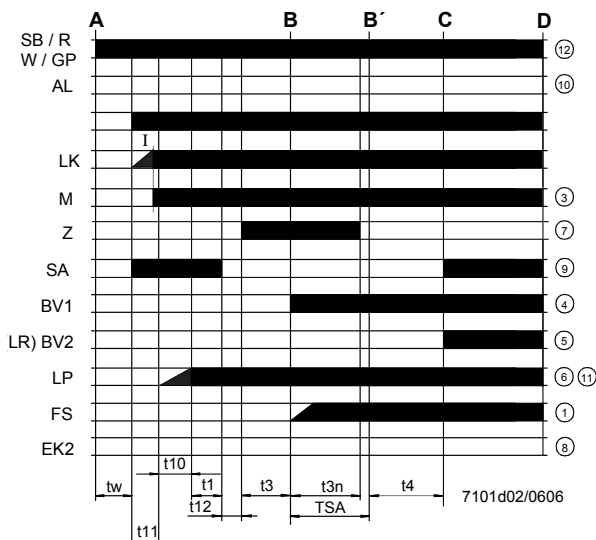 A B B´ C D
SB / R
W / GP ⑫
AL ⑩
I
LK
M ③
Z ⑦
SA ⑨
BV1 ④
LR) BV2 ⑤
LP ⑥ ⑪
FS ①
EK2 ⑧
t10
tw t1 t3 t3n t4
t12 TSA
t11
7101d02/0606